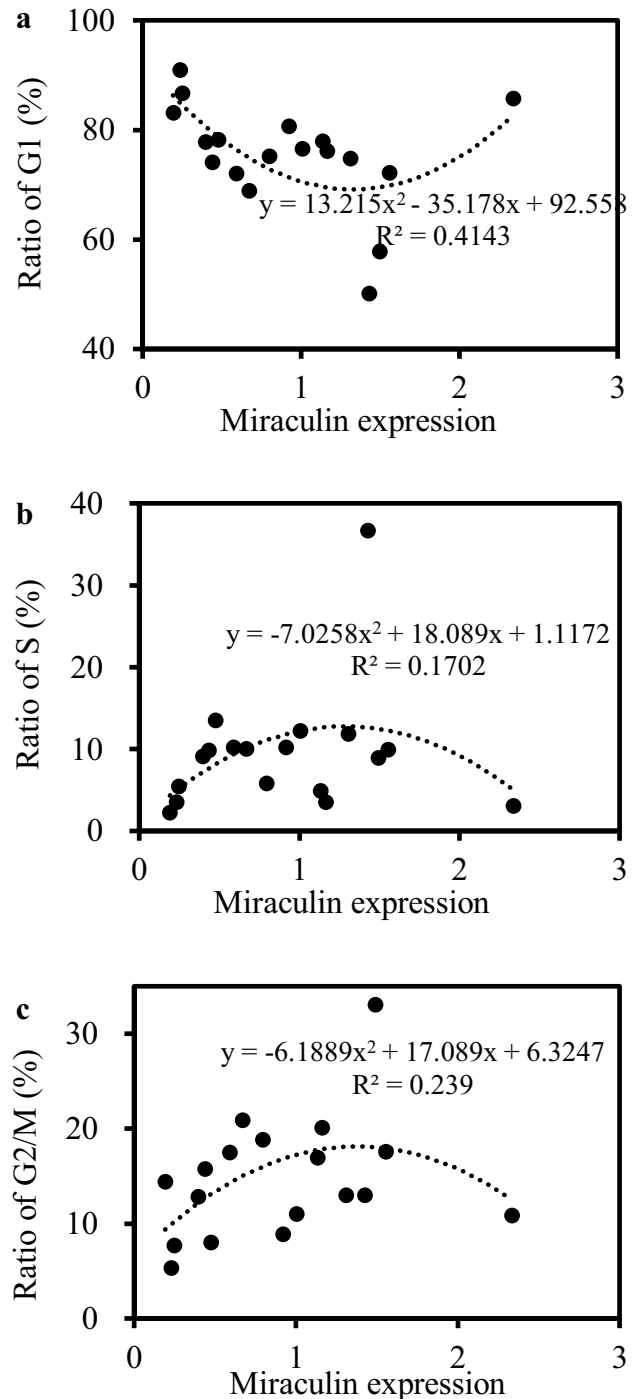 a
Ratio of G1 (%)
100
80
60
40
y = 13.215x² - 35.178x + 92.558
R² = 0.4143
0 1 2 3
Miraculin expression
b
Ratio of S (%)
40
30
20
10
0
y = -7.0258x² + 18.089x + 1.1172
R² = 0.1702
0 1 2 3
Miraculin expression
c
Ratio of G2/M (%)
30
20
10
0
y = -6.1889x² + 17.089x + 6.3247
R² = 0.239
0 1 2 3
Miraculin expression